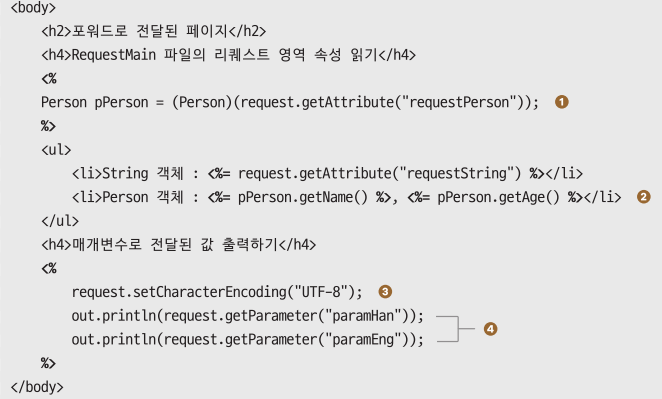 <body>
<h2>포워드로 전달된 페이지</h2>
<h4>RequestMain 파일의 리퀘스트 영역 속성 읽기</h4>
<%
Person pPerson = (Person)(request.getAttribute("requestPerson")); ❶
%>
<ul>
<li>String 객체 : <%= request.getAttribute("requestString") %></li>
<li>Person 객체 : <%= pPerson.getName() %>, <%= pPerson.getAge() %></li> ❷
</ul>
<h4>매개변수로 전달된 값 출력하기</h4>
<%
request.setCharacterEncoding("UTF-8"); ❸
out.println(request.getParameter("paramHan"));
out.println(request.getParameter("paramEng")); ❹
%>
</body>